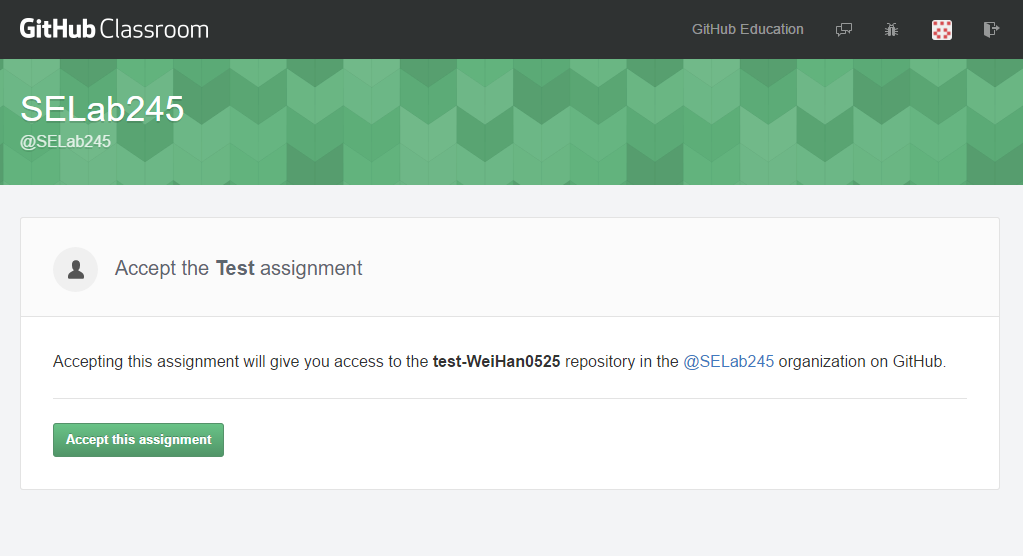 GitHub Classroom
GitHub Education
SELab245
@SELab245
Accept the Test assignment
Accepting this assignment will give you access to the test-WeiHan0525 repository in the @SELab245 organization on GitHub.
Accept this assignment